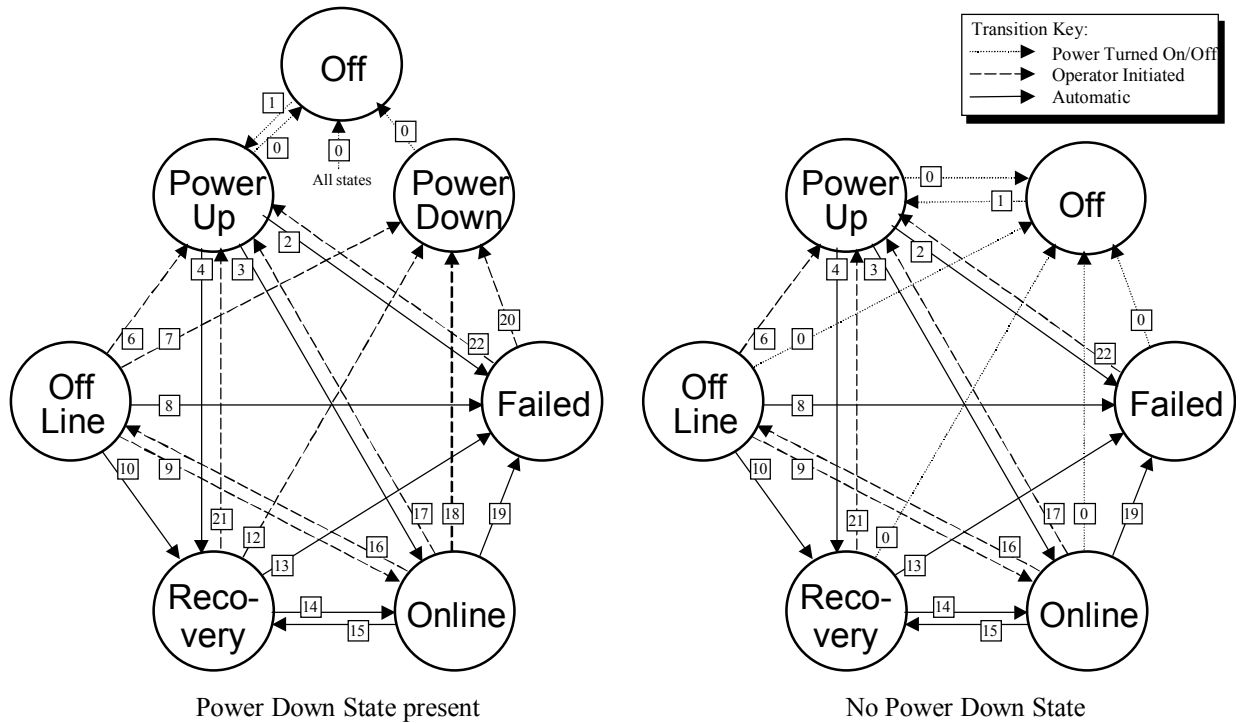 Off
1
0
0
0
All states
Power
Up
Power
Down
4
3
2
6
7
22
20
Off
Line
8
Failed
10
9
21
12
17
18
19
16
13
Reco-
very
14
15
Online
Power Down State present
Transition Key:
Power Turned On/Off
Operator Initiated
Automatic
Power
Up
0
1
Off
4
3
2
6
0
0
22
Off
Line
8
Failed
10
9
21
0
17
0
19
16
13
Reco-
very
14
15
Online
No Power Down State